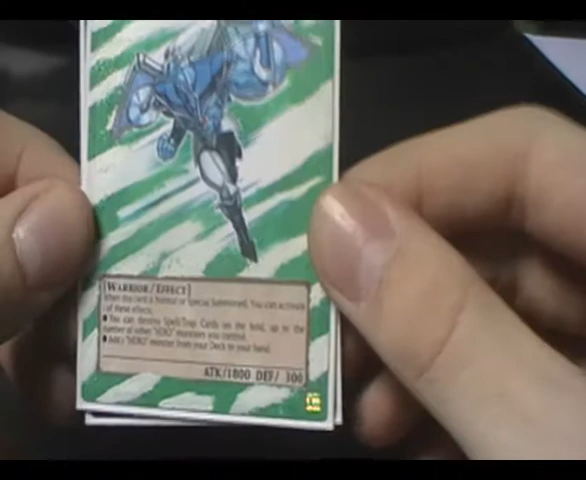 [WARRIOR/EFFECT]
When this card is Normal or Special Summoned: You can activate
1 of these effects.
● You can destroy Spell/Trap Cards on the field, up to the
number of other "HERO" monsters you control.
● Add 1 "HERO" monster from your Deck to your hand.
ATK/1800 DEF/ 300